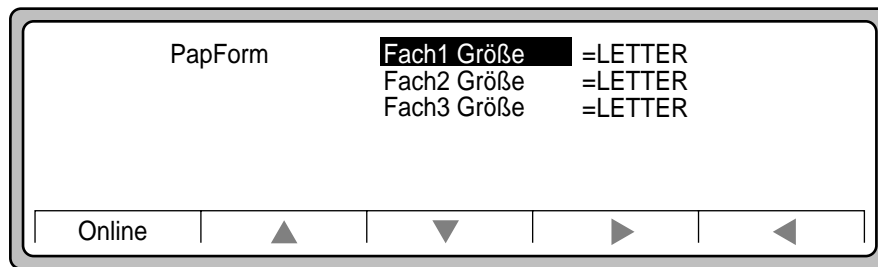 PapForm Fach1 Größe =LETTER
Fach2 Größe =LETTER
Fach3 Größe =LETTER
Online